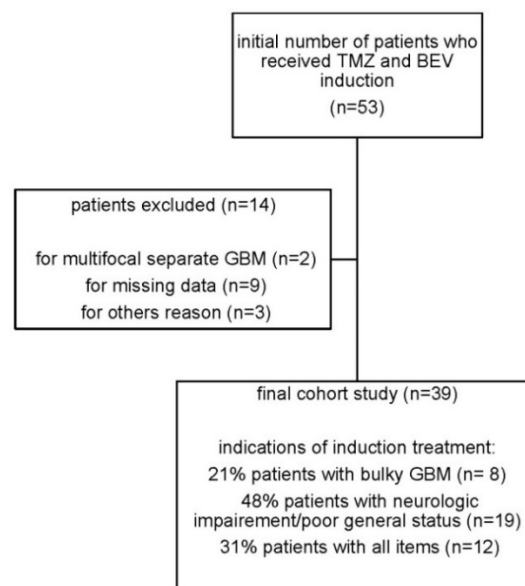 initial number of patients who
received TMZ and BEV
induction
(n=53)
patients excluded (n=14)
for multifocal separate GBM (n=2)
for missing data (n=9)
for others reason (n=3)
final cohort study (n=39)
indications of induction treatment:
21% patients with bulky GBM (n= 8)
48% patients with neurologic
impairment/poor general status (n=19)
31% patients with all items (n=12)